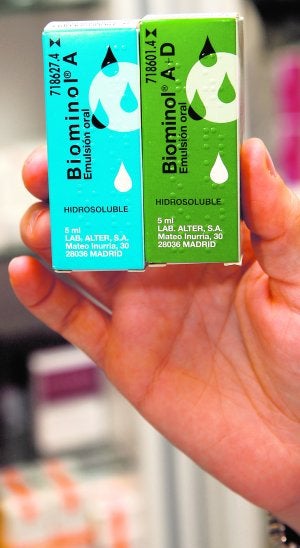 718627.4
Biominol® A
Emulsión oral
HIDROSOLUBLE
5 ml
LAB. ALTER, S.A.
Mateo Inurria, 30
28036 MADRID
718601.4
Biominol® A+D
Emulsión oral
HIDROSOLUBLE
5 ml
LAB. ALTER, S.A.
Mateo Inurria, 30
28036 MADRID